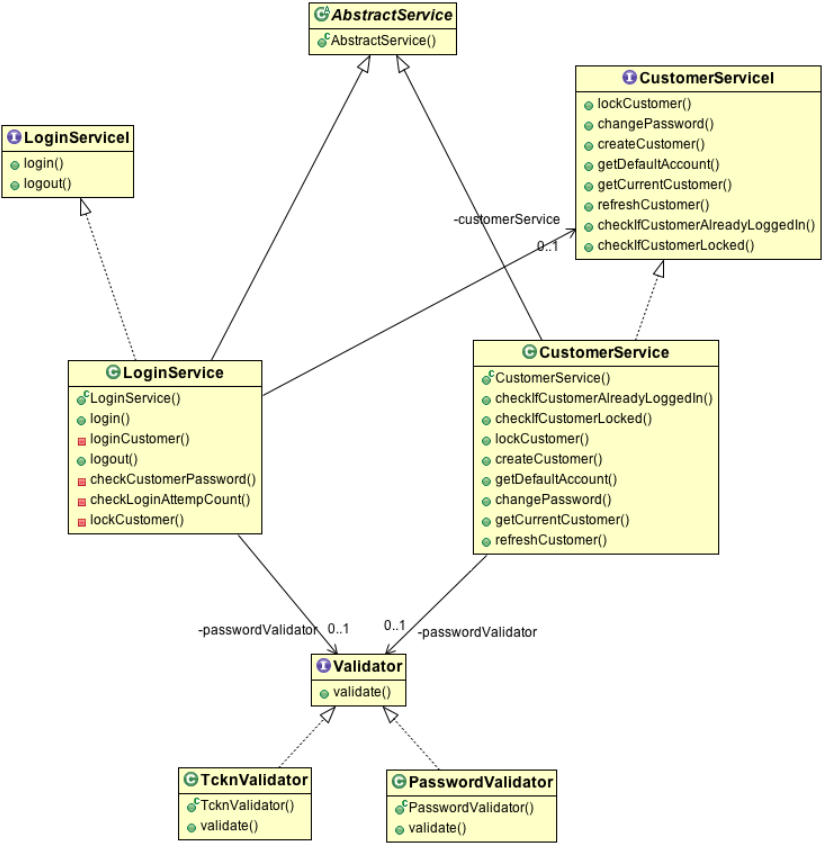 AbstractService
AbstractService()
CustomerServiceI
lockCustomer()
changePassword()
createCustomer()
getDefaultAccount()
getCurrentCustomer()
refreshCustomer()
checkIfCustomerAlreadyLoggedIn()
checkIfCustomerLocked()
LoginServiceI
login()
logout()
-customerService
0..1
LoginService
LoginService()
login()
loginCustomer()
logout()
checkCustomerPassword()
checkLoginAttempCount()
lockCustomer()
CustomerService
CustomerService()
checkIfCustomerAlreadyLoggedIn()
checkIfCustomerLocked()
lockCustomer()
createCustomer()
getDefaultAccount()
changePassword()
getCurrentCustomer()
refreshCustomer()
-passwordValidator 0..1
0..1
-passwordValidator
Validator
validate()
TcknValidator
TcknValidator()
validate()
PasswordValidator
PasswordValidator()
validate()